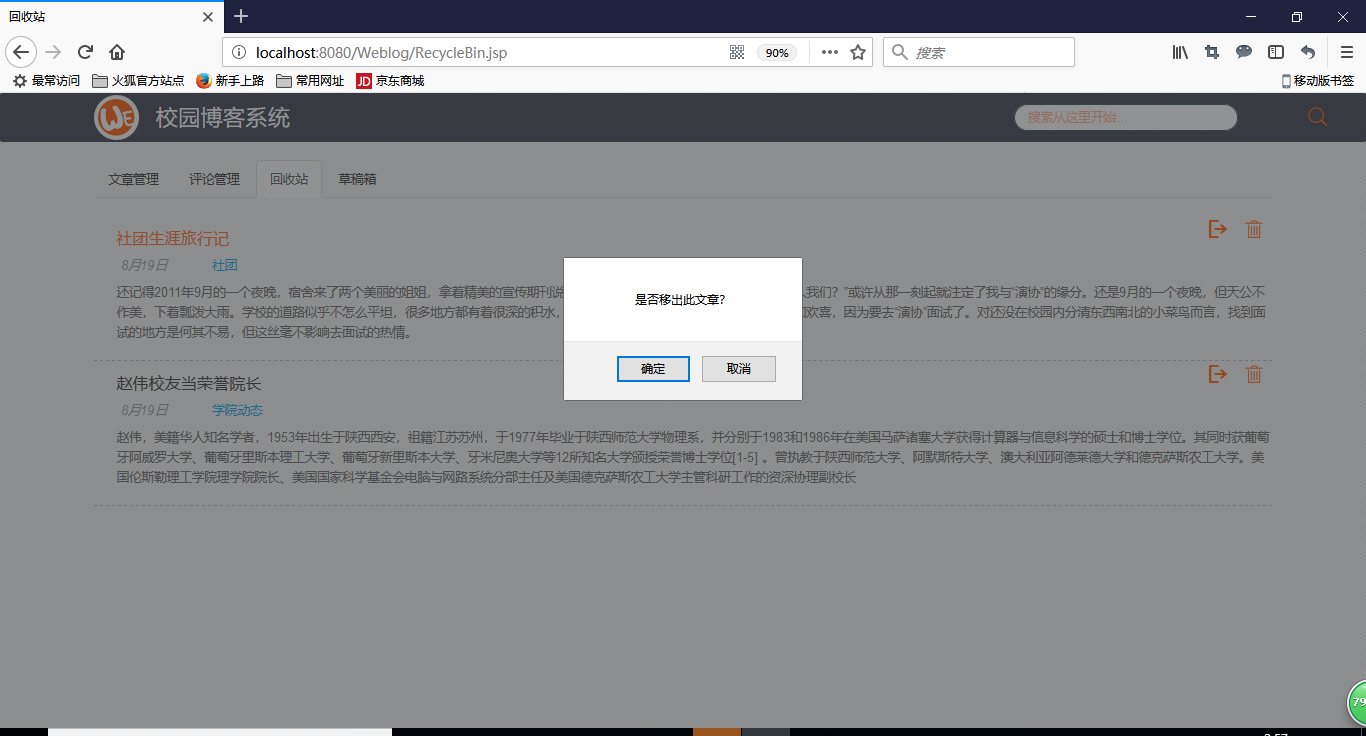 回收站
localhost:8080/Weblog/RecycleBin.jsp
90%
搜索
最常访问 火狐官方站点 新手上路 常用网址 JD 京东商城 移动版书签
校园博客系统
搜索从这里开始...
文章管理 评论管理 回收站 草稿箱
社团生涯旅行记
8月19日 社团
还记得2011年9月的一个夜晚，宿舍来了两个美丽的姐姐，拿着精美的宣传期刊说 我们？”或许从那一刻起就注定了我与“演协”的缘分。还是9月的一个夜晚，但天公不
作美，下着瓢泼大雨。学校的道路似乎不怎么平坦，很多地方都有着很深的积水， 欢喜，因为要去“演协”面试了。对还没在校园内分清东西南北的小菜鸟而言，找到面
试的地方是何其不易，但这丝毫不影响去面试的热情。
是否移出此文章?
确定 取消
赵伟校友当荣誉院长
8月19日 学院动态
赵伟，美籍华人知名学者，1953年出生于陕西西安，祖籍江苏苏州，于1977年毕业于陕西师范大学物理系，并分别于1983和1986年在美国马萨诸塞大学获得计算器与信息科学的硕士和博士学位。其同时获葡萄
牙阿威罗大学、葡萄牙里斯本理工大学、葡萄牙新里斯本大学、牙米尼奥大学等12所知名大学颁授荣誉博士学位[1-5] 。曾执教于陕西师范大学、阿默斯特大学、澳大利亚阿德莱德大学和德克萨斯农工大学。美
国伦斯勒理工学院理学院院长、美国国家科学基金会电脑与网路系统分部主任及美国德克萨斯农工大学主管科研工作的资深协理副校长
79